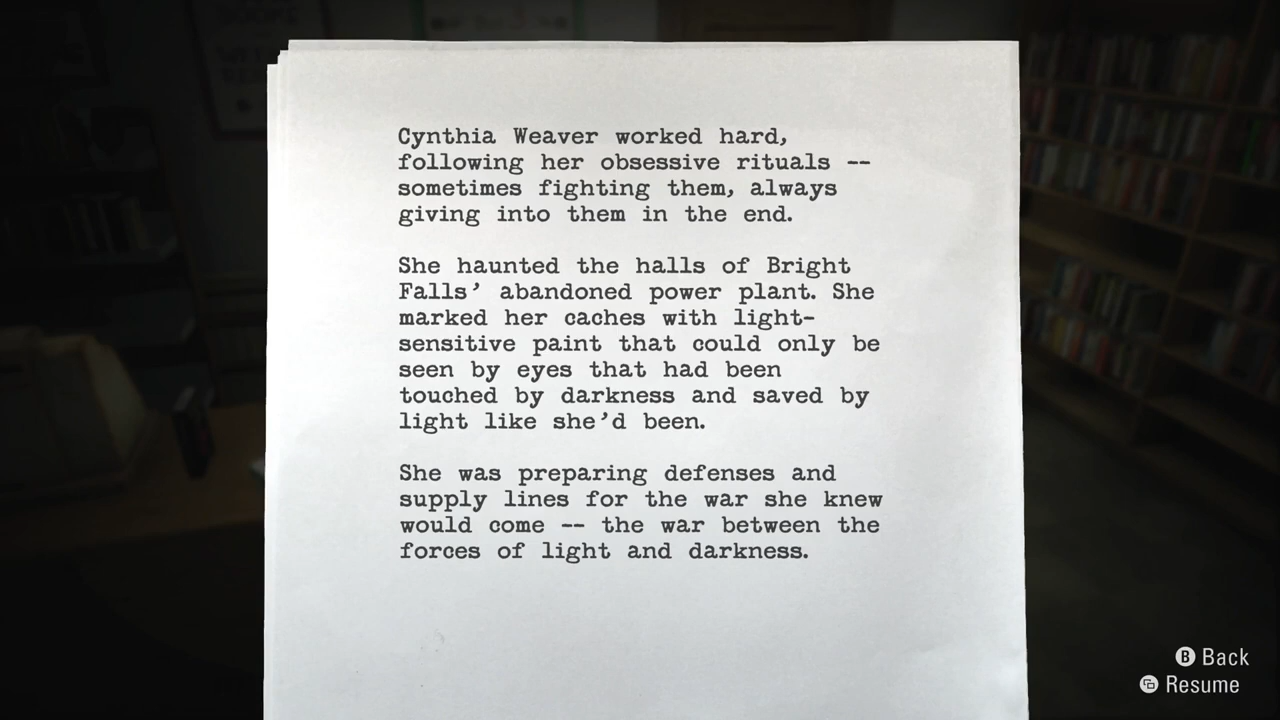 Cynthia Weaver worked hard,
following her obsessive rituals --
sometimes fighting them, always
giving into them in the end.
She haunted the halls of Bright
Falls' abandoned power plant. She
marked her caches with light-
sensitive paint that could only be
seen by eyes that had been
touched by darkness and saved by
light like she'd been.
She was preparing defenses and
supply lines for the war she knew
would come -- the war between the
forces of light and darkness.
B Back
Resume